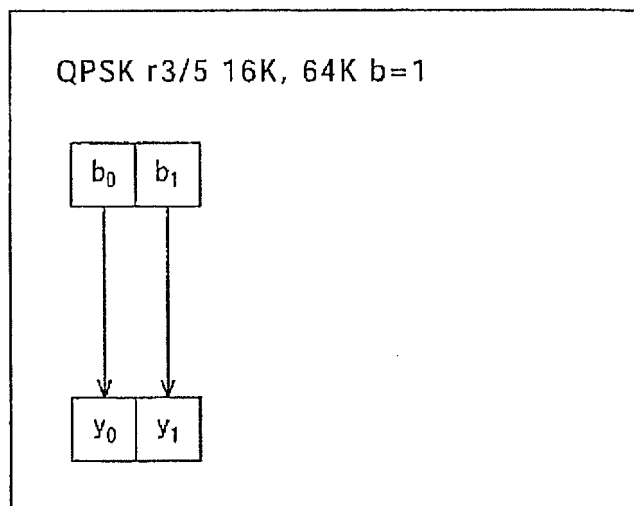 QPSK r3/5 16K, 64K b=1
b₀ b₁
y₀ y₁